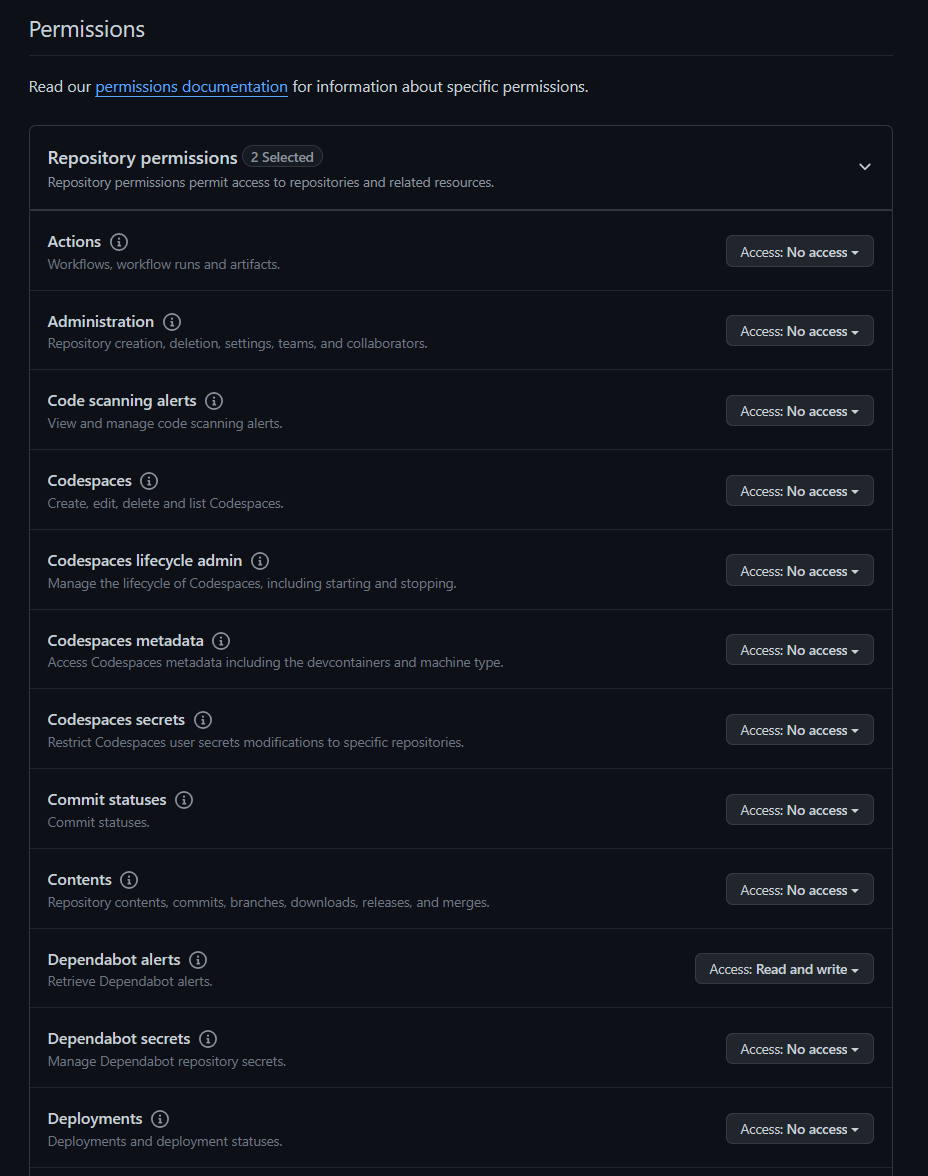 Permissions
Read our permissions documentation for information about specific permissions.
Repository permissions 2 Selected
Repository permissions permit access to repositories and related resources.
Actions
Workflows, workflow runs and artifacts.
Access: No access
Administration
Repository creation, deletion, settings, teams, and collaborators.
Access: No access
Code scanning alerts
View and manage code scanning alerts.
Access: No access
Codespaces
Create, edit, delete and list Codespaces.
Access: No access
Codespaces lifecycle admin
Manage the lifecycle of Codespaces, including starting and stopping.
Access: No access
Codespaces metadata
Access Codespaces metadata including the devcontainers and machine type.
Access: No access
Codespaces secrets
Restrict Codespaces user secrets modifications to specific repositories.
Access: No access
Commit statuses
Commit statuses.
Access: No access
Contents
Repository contents, commits, branches, downloads, releases, and merges.
Access: No access
Dependabot alerts
Retrieve Dependabot alerts.
Access: Read and write
Dependabot secrets
Manage Dependabot repository secrets.
Access: No access
Deployments
Deployments and deployment statuses.
Access: No access